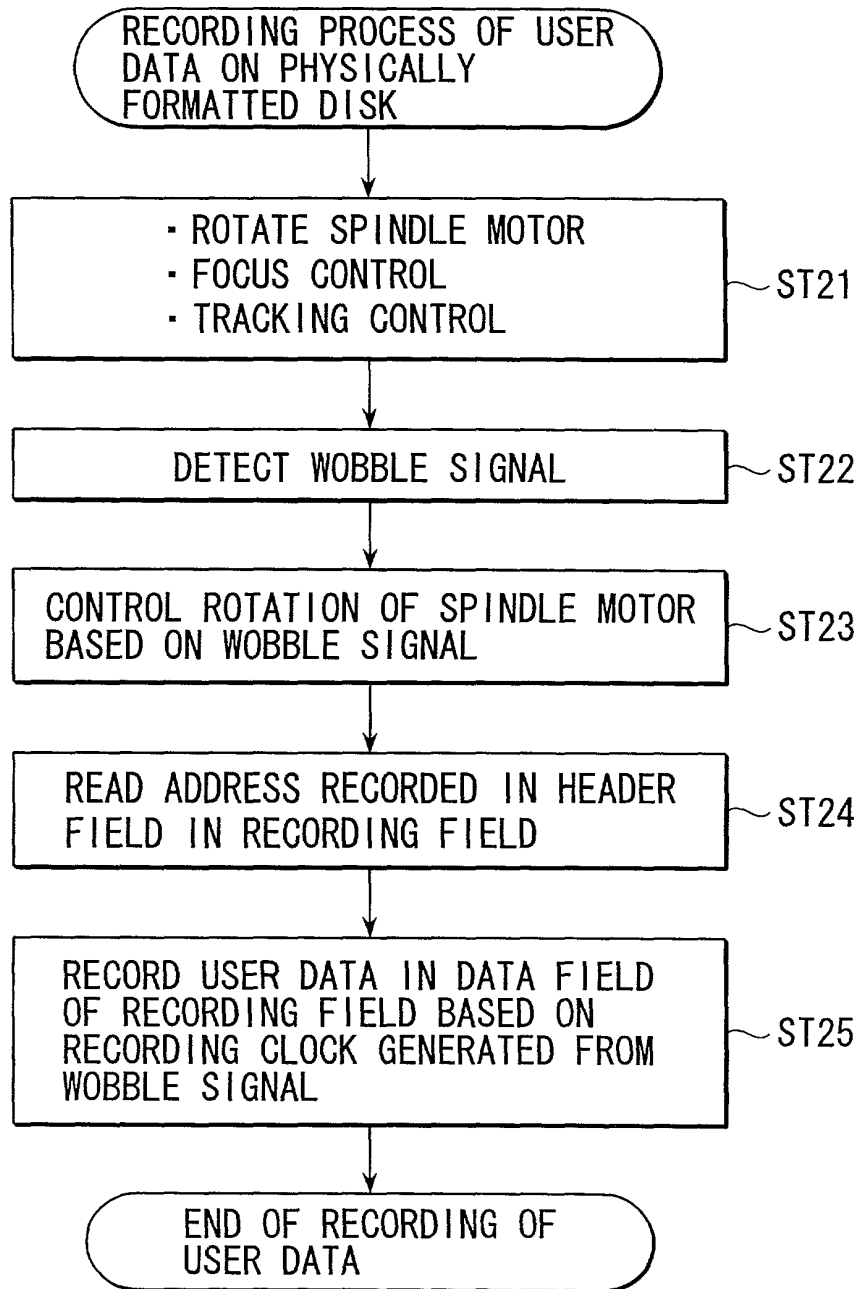 RECORDING PROCESS OF USER
DATA ON PHYSICALLY
FORMATTED DISK
· ROTATE SPINDLE MOTOR
· FOCUS CONTROL
· TRACKING CONTROL
ST21
DETECT WOBBLE SIGNAL
ST22
CONTROL ROTATION OF SPINDLE MOTOR
BASED ON WOBBLE SIGNAL
ST23
READ ADDRESS RECORDED IN HEADER
FIELD IN RECORDING FIELD
ST24
RECORD USER DATA IN DATA FIELD
OF RECORDING FIELD BASED ON
RECORDING CLOCK GENERATED FROM
WOBBLE SIGNAL
ST25
END OF RECORDING OF
USER DATA